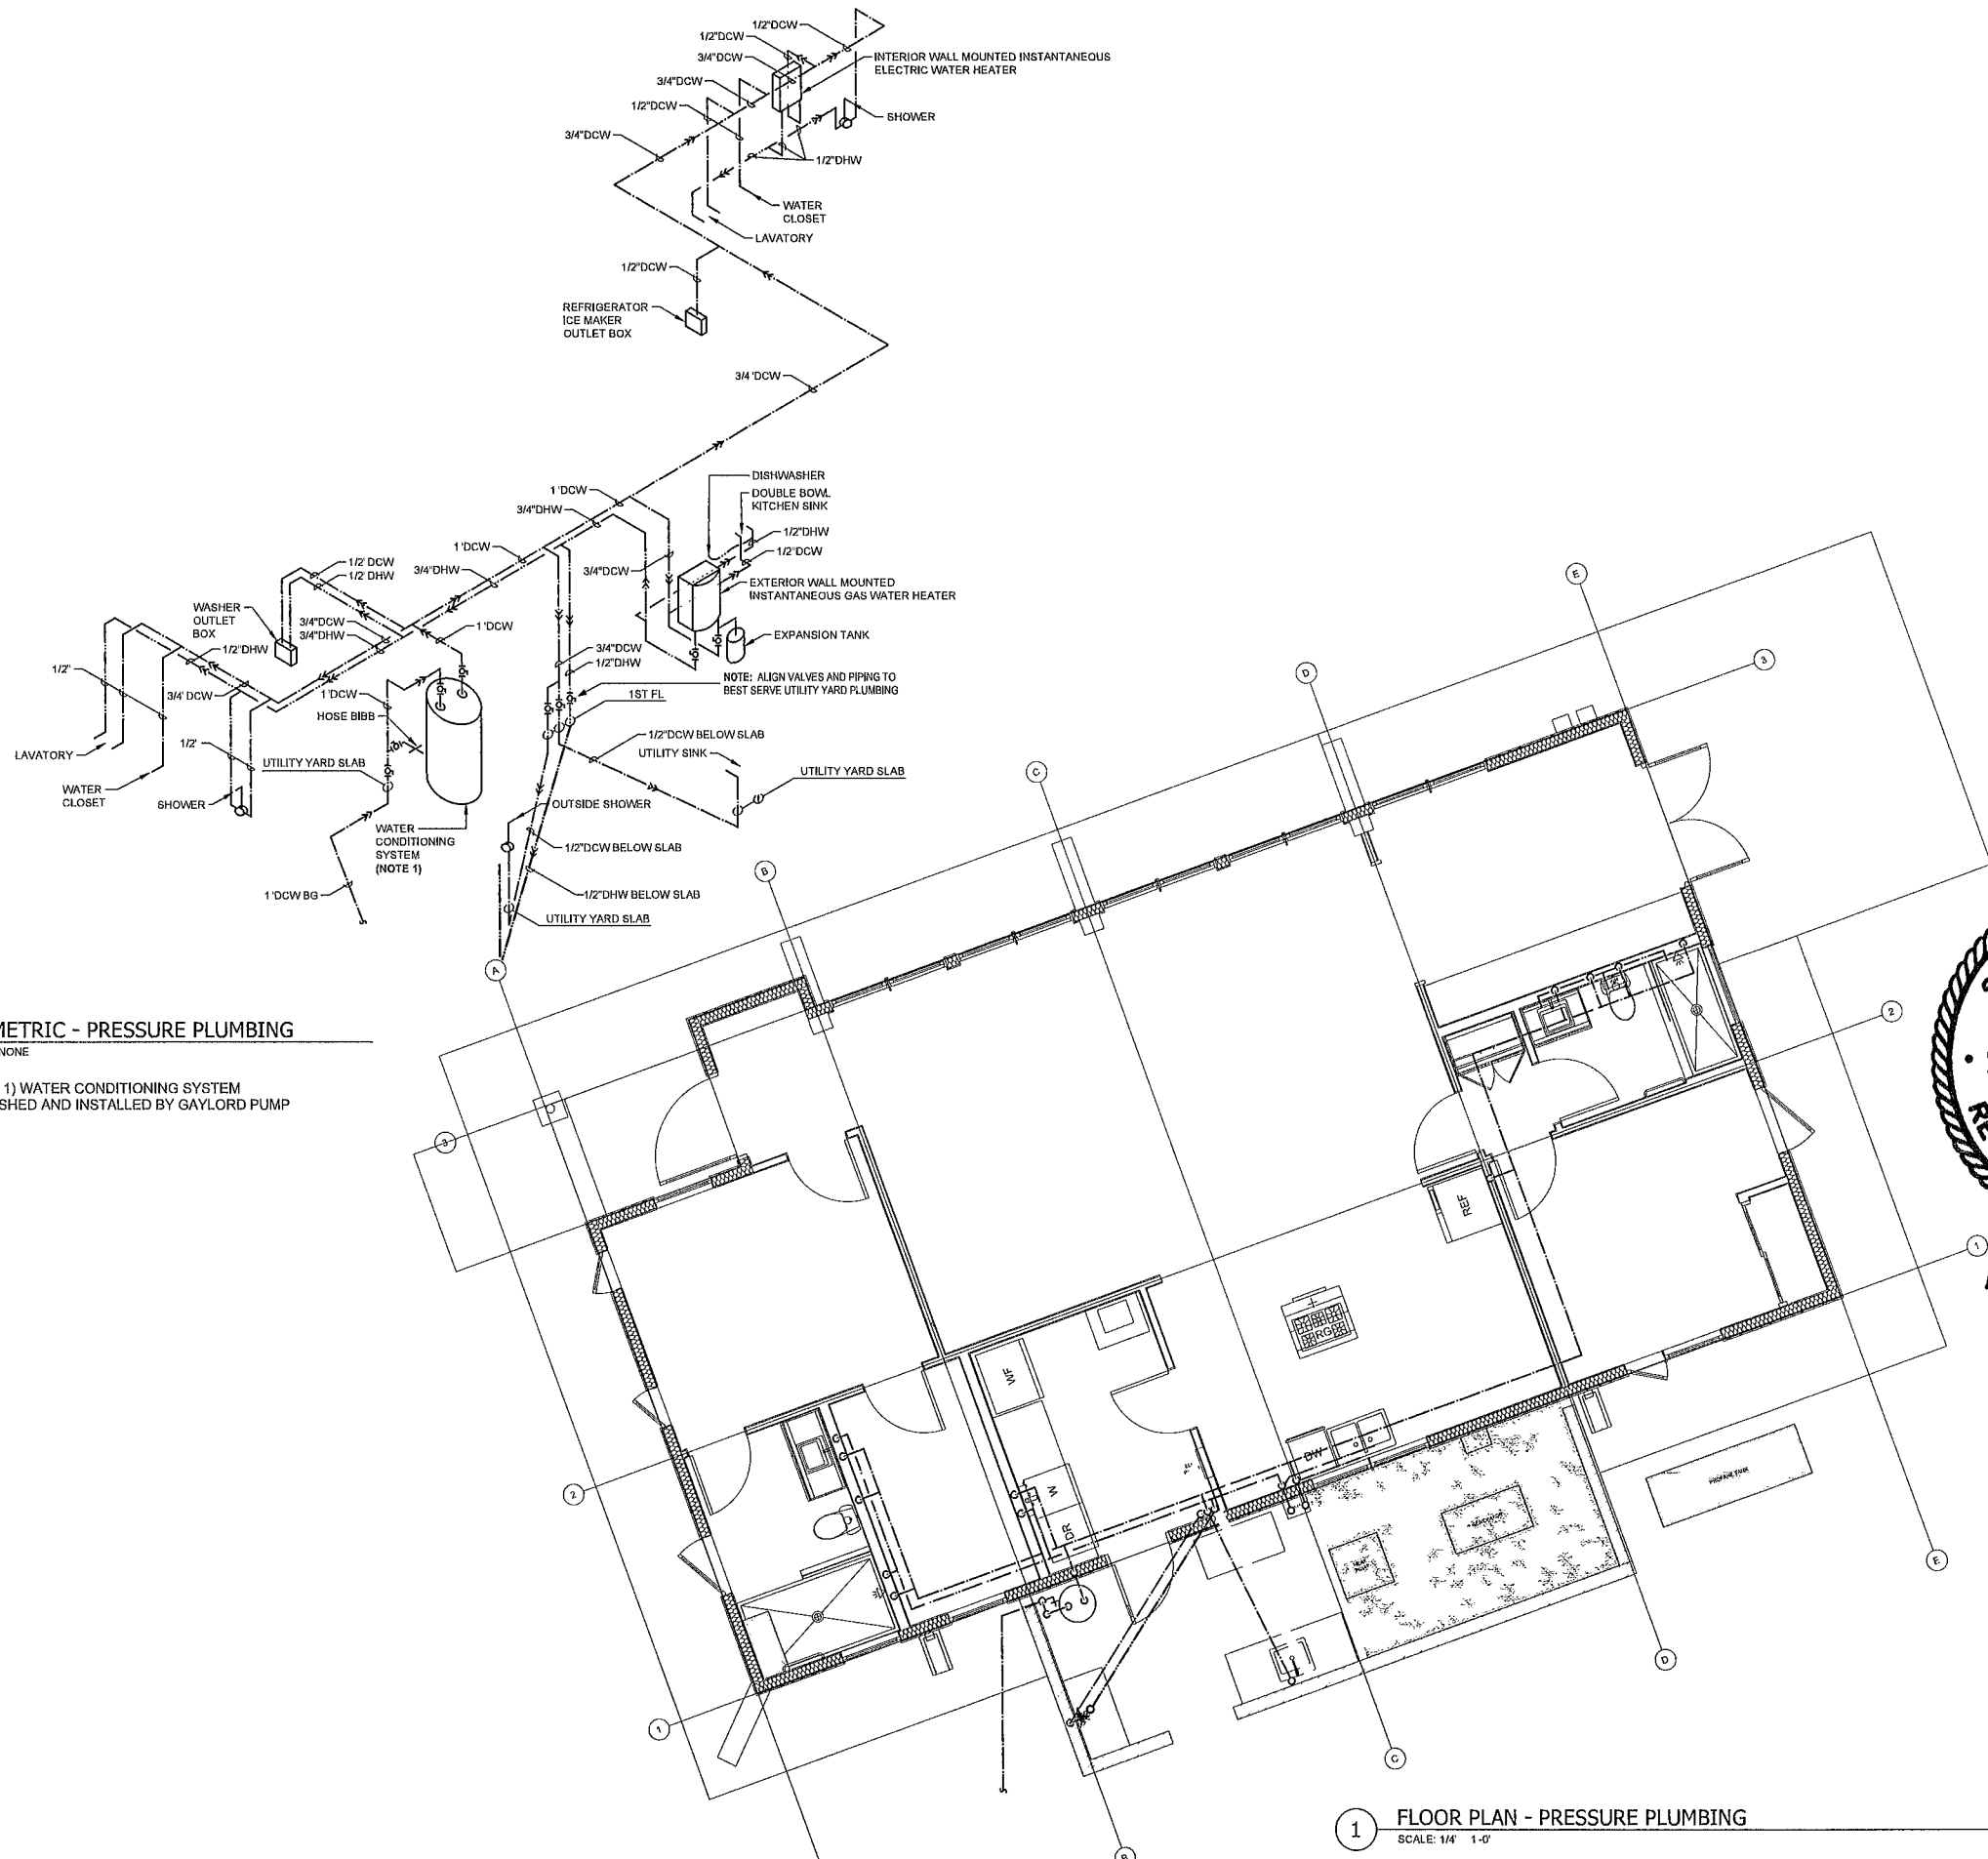 1/2"DCW
1/2"DCW
3/4"DCW
INTERIOR WALL MOUNTED INSTANTANEOUS
ELECTRIC WATER HEATER
3/4"DCW
1/2"DCW
SHOWER
3/4"DCW
1/2"DHW
WATER
CLOSET
LAVATORY
1/2"DCW
REFRIGERATOR
ICE MAKER
OUTLET BOX
3/4'DCW
DISHWASHER
1'DCW
DOUBLE BOWL
KITCHEN SINK
3/4"DHW
1/2"DHW
1/2"DCW
1'DCW
3/4"DCW
1/2' DCW
1/2' DHW
3/4'DHW
EXTERIOR WALL MOUNTED
INSTANTANEOUS GAS WATER HEATER
WASHER
OUTLET
BOX
3/4"DCW
3/4"DHW
1'DCW
EXPANSION TANK
1/2"DHW
3/4"DCW
1/2"DHW
1/2"
3/4' DCW
1'DCW
NOTE: ALIGN VALVES AND PIPING TO
BEST SERVE UTILITY YARD PLUMBING
HOSE BIBB
1ST FL
1/2"DCW BELOW SLAB
LAVATORY
1/2'
UTILITY SINK
UTILITY YARD SLAB
UTILITY YARD SLAB
WATER
CLOSET
SHOWER
OUTSIDE SHOWER
WATER
CONDITIONING
SYSTEM
(NOTE 1)
1/2"DCW BELOW SLAB
1'DCW BG
1/2"DHW BELOW SLAB
UTILITY YARD SLAB
METRIC - PRESSURE PLUMBING
NONE
1) WATER CONDITIONING SYSTEM
SHED AND INSTALLED BY GAYLORD PUMP
A
B
C
D
E
3
2
1
3
2
1
E
D
C
B
REF
RG
WF
W
DR
DW
PROPANE TANK
RE
1
FLOOR PLAN - PRESSURE PLUMBING
SCALE: 1/4' 1-0'